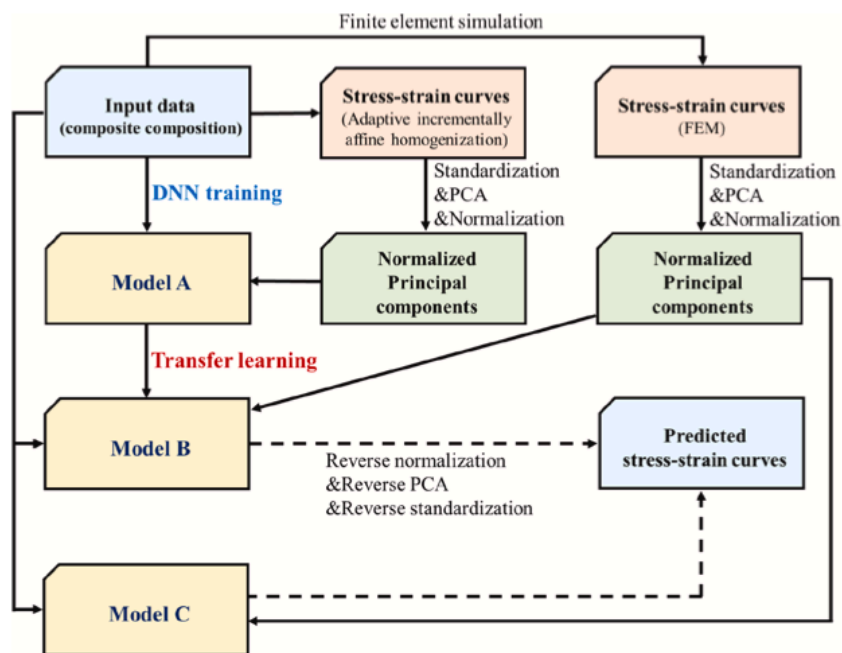 Finite element simulation
Input data
(composite composition)
Stress-strain curves
(Adaptive incrementally
affine homogenization)
Stress-strain curves
(FEM)
DNN training
Standardization
&PCA
&Normalization
Standardization
&PCA
&Normalization
Model A
Normalized
Principal
components
Normalized
Principal
components
Transfer learning
Model B
Reverse normalization
&Reverse PCA
&Reverse standardization
Predicted
stress-strain curves
Model C